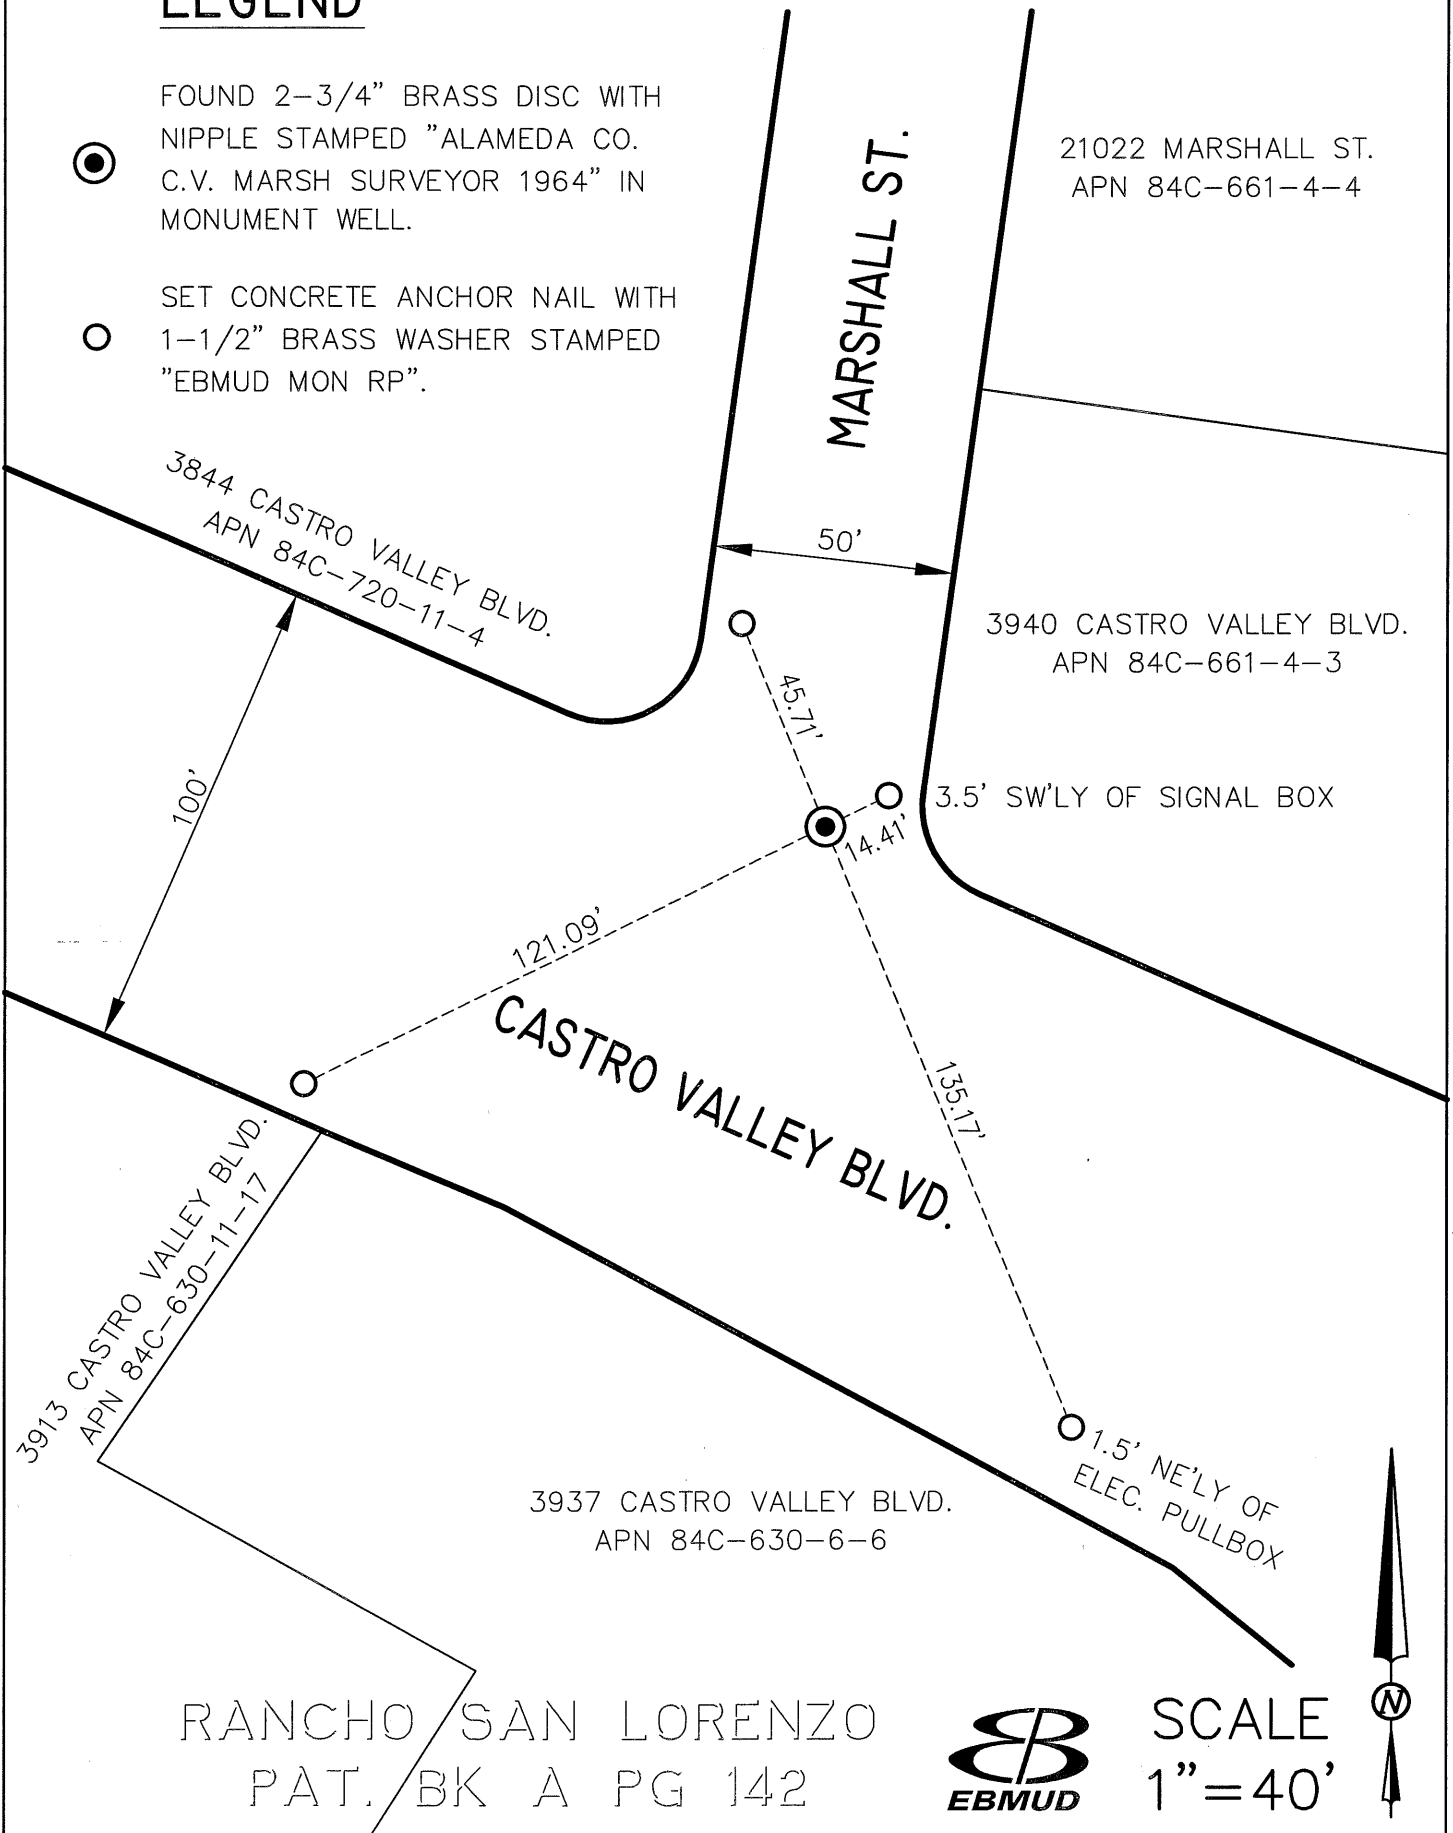 LEGEND
FOUND 2-3/4" BRASS DISC WITH
NIPPLE STAMPED "ALAMEDA CO.
C.V. MARSH SURVEYOR 1964" IN
MONUMENT WELL.
SET CONCRETE ANCHOR NAIL WITH
1-1/2" BRASS WASHER STAMPED
"EBMUD MON RP".
MARSHALL ST.
21022 MARSHALL ST.
APN 84C-661-4-4
3844 CASTRO VALLEY BLVD.
APN 84C-720-11-4
50'
3940 CASTRO VALLEY BLVD.
APN 84C-661-4-3
45.71'
100'
3.5' SW'LY OF SIGNAL BOX
14.41'
121.09'
CASTRO VALLEY BLVD.
135.17'
3913 CASTRO VALLEY BLVD.
APN 84C-630-11-17
1.5' NE'LY OF
ELEC. PULLBOX
3937 CASTRO VALLEY BLVD.
APN 84C-630-6-6
RANCHO SAN LORENZO
PAT. BK A PG 142
EBMUD
SCALE
1"=40'
N